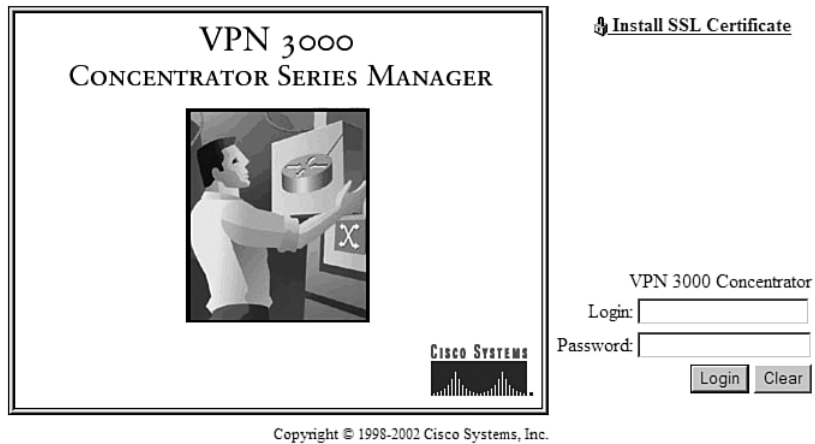 VPN 3000
CONCENTRATOR SERIES MANAGER
CISCO SYSTEMS
Install SSL Certificate
VPN 3000 Concentrator
Login:
Password:
Login Clear
Copyright © 1998-2002 Cisco Systems, Inc.